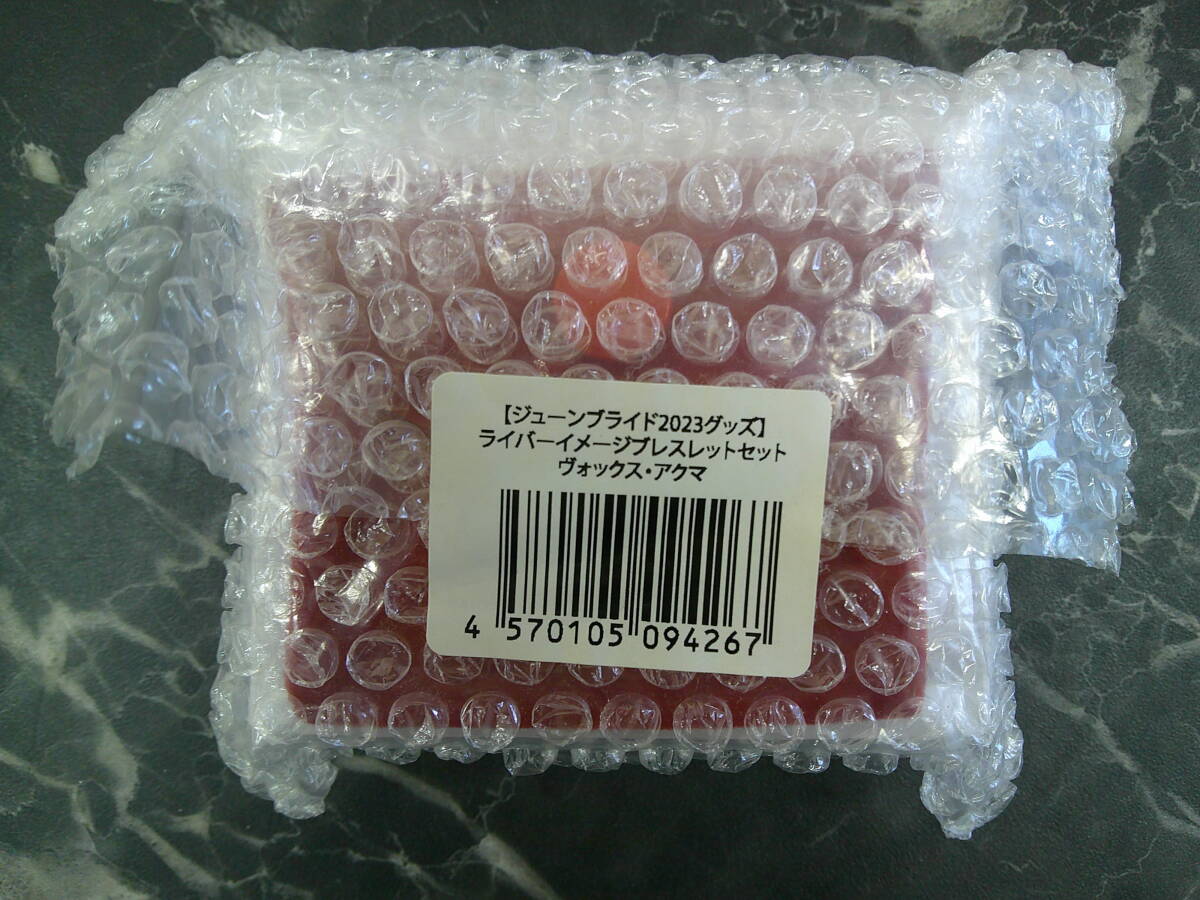 【ジューンブライド2023グッズ】
ライバーイメージブレスレットセット
ヴォックス・アクマ
4 570105 094267